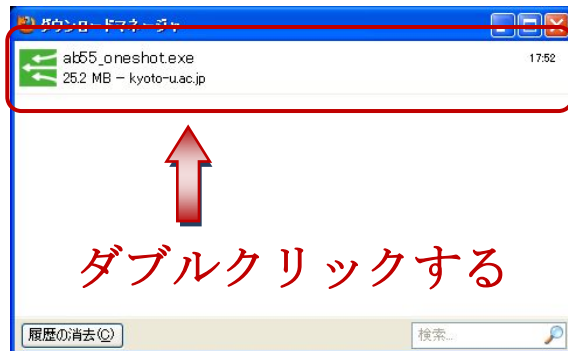 ダウンロードマネージャ
ab55_oneshot.exe
17:52
25.2 MB — kyoto-u.ac.jp
ダブルクリックする
履歴の消去(C)
検索...